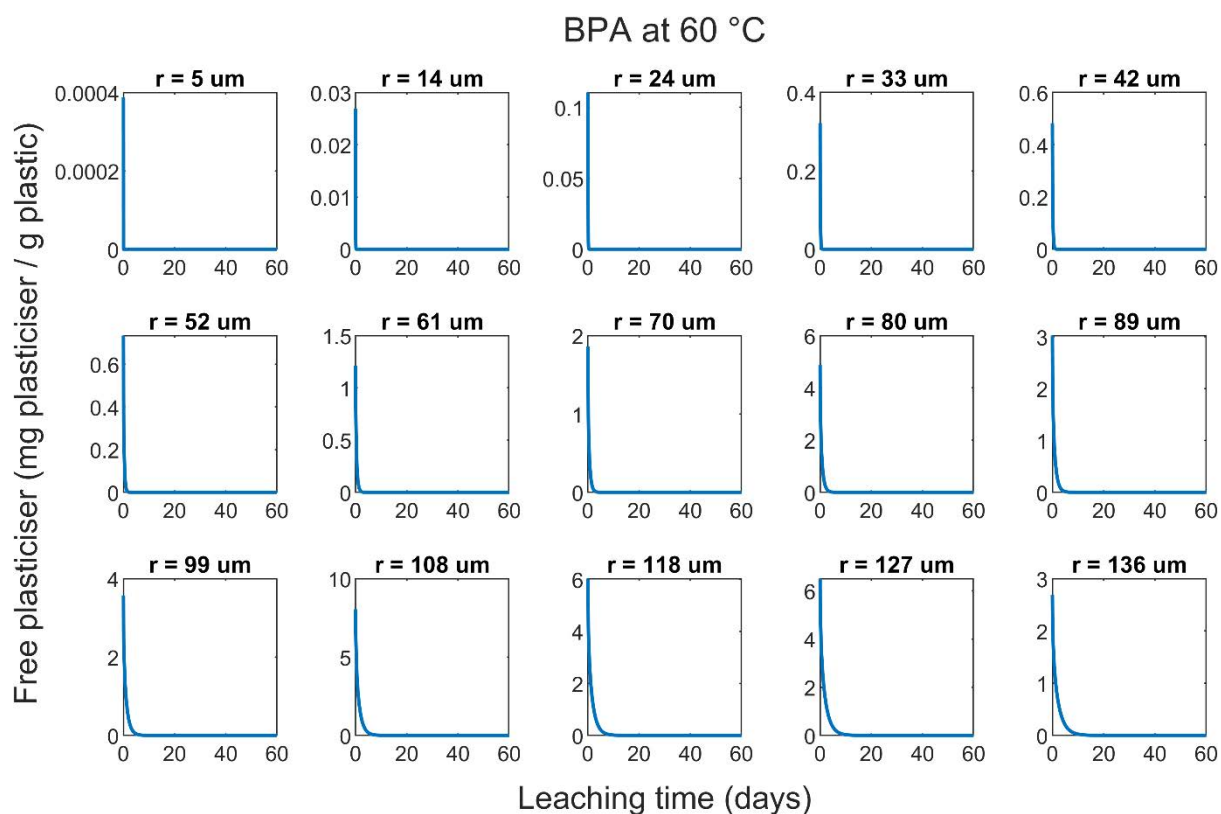 BPA at 60 °C
Free plasticiser (mg plasticiser / g plastic)
r = 5 um
0.0004
0.0002
0
0 20 40 60
r = 14 um
0.03
0.02
0.01
0
0 20 40 60
r = 24 um
0.1
0.05
0
0 20 40 60
r = 33 um
0.4
0.2
0
0 20 40 60
r = 42 um
0.6
0.4
0.2
0
0 20 40 60
r = 52 um
0.6
0.4
0.2
0
0 20 40 60
r = 61 um
1.5
1
0.5
0
0 20 40 60
r = 70 um
2
1
0
0 20 40 60
r = 80 um
6
4
2
0
0 20 40 60
r = 89 um
3
2
1
0
0 20 40 60
r = 99 um
4
2
0
0 20 40 60
r = 108 um
10
5
0
0 20 40 60
r = 118 um
6
4
2
0
0 20 40 60
r = 127 um
6
4
2
0
0 20 40 60
r = 136 um
3
2
1
0
0 20 40 60
Leaching time (days)